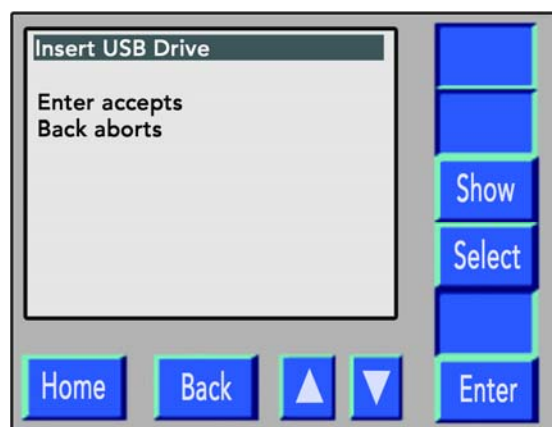 Insert USB Drive
Enter accepts
Back aborts
Show
Select
Home
Back
Enter